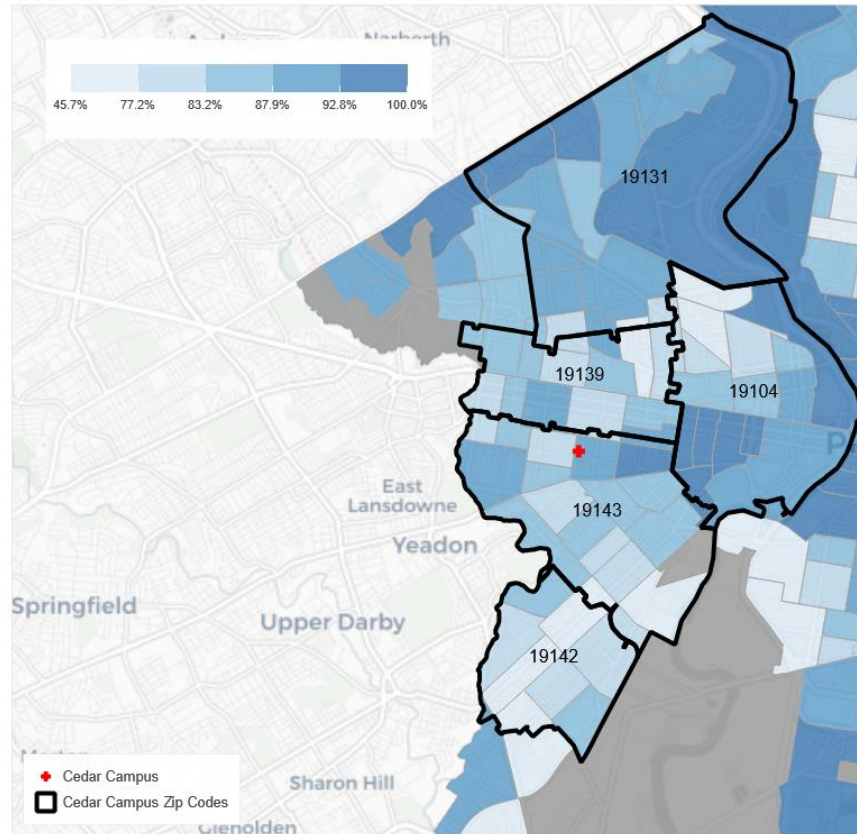 Narberth
45.7% 77.2% 83.2% 87.9% 92.8% 100.0%
19131
19139
19104
East
Lansdowne
19143
Yeadon
Springfield
Upper Darby
19142
Cedar Campus
Cedar Campus Zip Codes
Sharon Hill
Glenolden